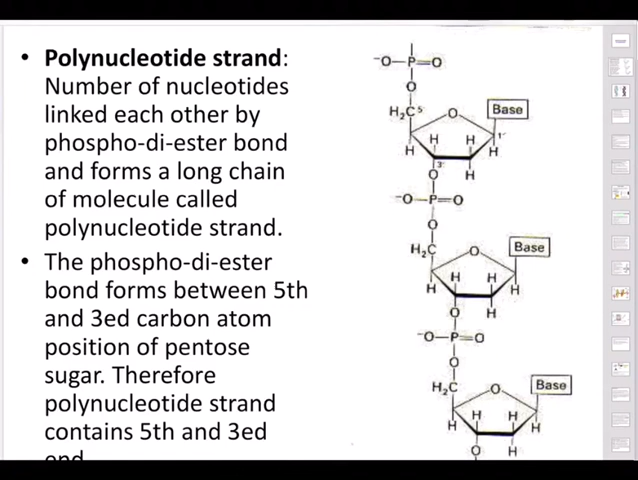 • Polynucleotide strand:
Number of nucleotides
linked each other by
phospho-di-ester bond
and forms a long chain
of molecule called
polynucleotide strand.
• The phospho-di-ester
bond forms between 5th
and 3ed carbon atom
position of pentose
sugar. Therefore
polynucleotide strand
contains 5th and 3ed
end
⁻O—P=O
O
H₂C 5' O Base
H H H 1'
H 3' H
O H
⁻O—P=O
O
H₂C O Base
H H H H
O H
⁻O—P=O
O
H₂C O Base
H H H H
O H